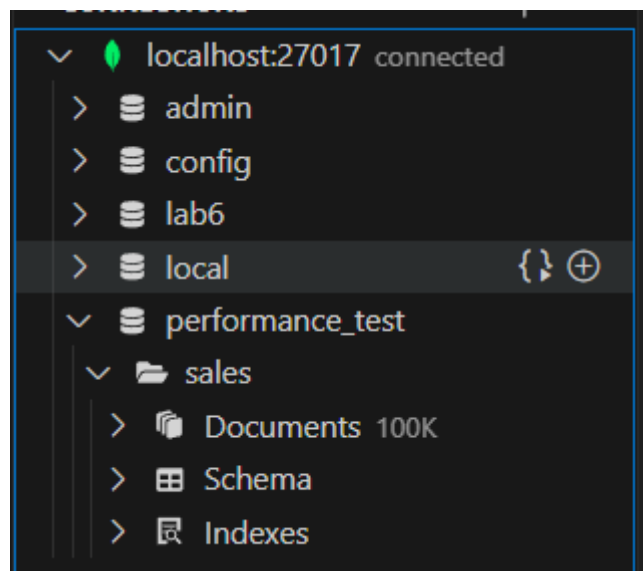 localhost:27017 connected
admin
config
lab6
local
performance_test
sales
Documents 100K
Schema
Indexes